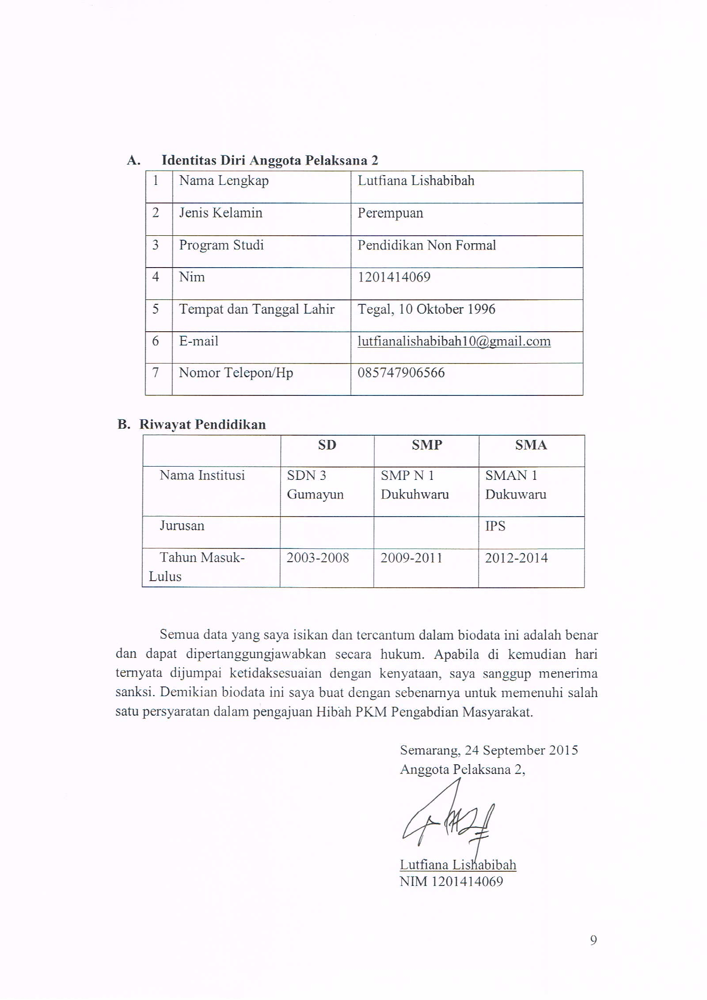 A. Identitas Diri Anggota Pelaksana 2
1 Nama Lengkap Lutfiana Lishabibah
2 Jenis Kelamin Perempuan
3 Program Studi Pendidikan Non Formal
4 Nim 1201414069
5 Tempat dan Tanggal Lahir Tegal, 10 Oktober 1996
6 E-mail lutfianalishabibah10@gmail.com
7 Nomor Telepon/Hp 085747906566
B. Riwayat Pendidikan
SD SMP SMA
Nama Institusi SDN 3 SMP N 1 SMAN 1
Gumayun Dukuhwaru Dukuwaru
Jurusan IPS
Tahun Masuk- 2003-2008 2009-2011 2012-2014
Lulus
Semua data yang saya isikan dan tercantum dalam biodata ini adalah benar
dan dapat dipertanggungjawabkan secara hukum. Apabila di kemudian hari
ternyata dijumpai ketidaksesuaian dengan kenyataan, saya sanggup menerima
sanksi. Demikian biodata ini saya buat dengan sebenarnya untuk memenuhi salah
satu persyaratan dalam pengajuan Hibah PKM Pengabdian Masyarakat.
Semarang, 24 September 2015
Anggota Pelaksana 2,
Lutfiana Lishabibah
NIM 1201414069
9